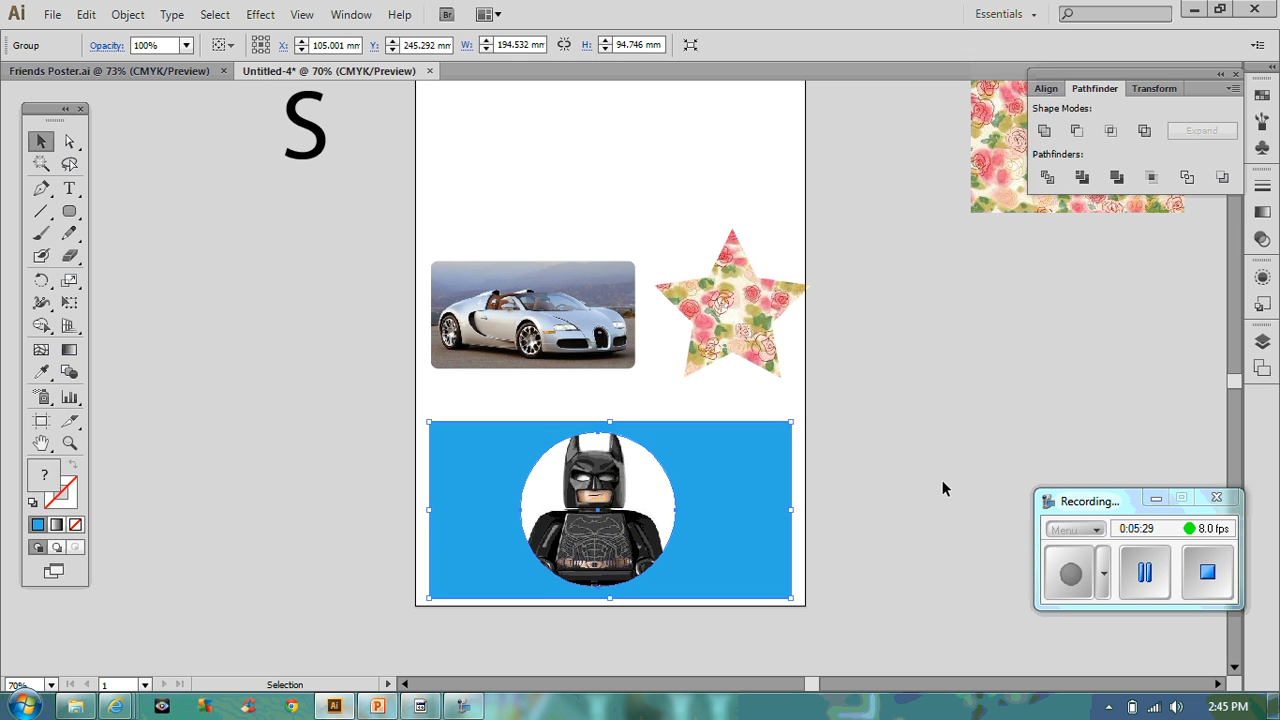 Ai File Edit Object Type Select Effect View Window Help Br Essentials
Group Opacity: 100% X: 105.001 mm Y: 245.292 mm W: 194.532 mm H: 94.746 mm
Friends Poster.ai @ 73% (CMYK/Preview) × Untitled-4* @ 70% (CMYK/Preview) ×
Align Pathfinder Transform
Shape Modes:
Expand
Pathfinders:
S
T
?
Recording...
Menu 0:05:29 8.0 fps
70% 1 Selection
Ai P 2:45 PM